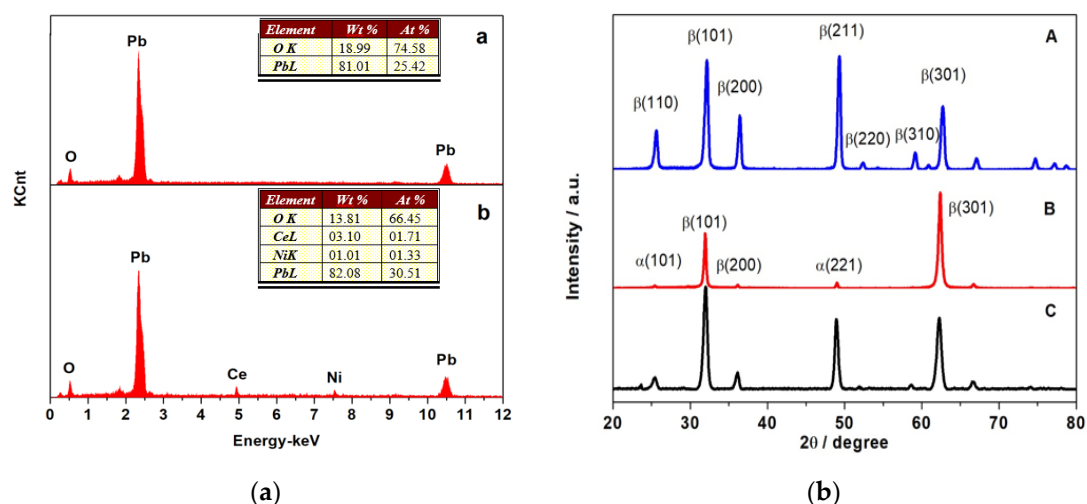 Element Wt % At %
O K 18.99 74.58
PbL 81.01 25.42
a
Pb
O
Pb
KCnt
Element Wt % At %
O K 13.81 66.45
CeL 03.10 01.71
NiK 01.01 01.33
PbL 82.08 30.51
b
Pb
O
Ce
Ni
Pb
0 1 2 3 4 5 6 7 8 9 10 11 12
Energy-keV
(a)
A
β(110)
β(101)
β(200)
β(211)
β(220)
β(310)
β(301)
Intensity / a.u.
B
α(101)
β(101)
β(200)
α(221)
β(301)
C
20 30 40 50 60 70 80
2θ / degree
(b)